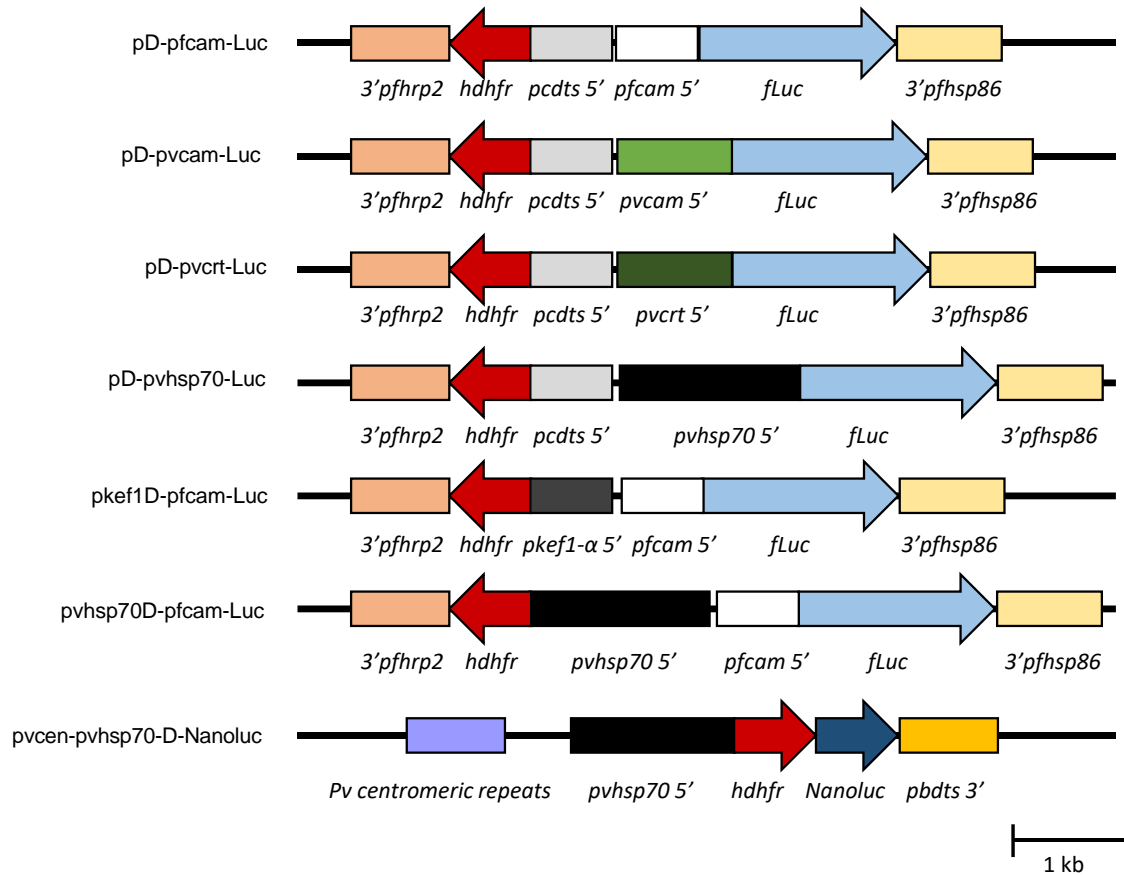 pD-pfcam-Luc
3’pfhrp2 hdhfr pcdts 5’ pfcam 5’ fLuc 3’pfhsp86
pD-pvcam-Luc
3’pfhrp2 hdhfr pcdts 5’ pvcam 5’ fLuc 3’pfhsp86
pD-pvcrt-Luc
3’pfhrp2 hdhfr pcdts 5’ pvcrt 5’ fLuc 3’pfhsp86
pD-pvhsp70-Luc
3’pfhrp2 hdhfr pcdts 5’ pvhsp70 5’ fLuc 3’pfhsp86
pkef1D-pfcam-Luc
3’pfhrp2 hdhfr pkef1-α 5’ pfcam 5’ fLuc 3’pfhsp86
pvhsp70D-pfcam-Luc
3’pfhrp2 hdhfr pvhsp70 5’ pfcam 5’ fLuc 3’pfhsp86
pvcen-pvhsp70-D-Nanoluc
Pv centromeric repeats pvhsp70 5’ hdhfr Nanoluc pbdts 3’
1 kb